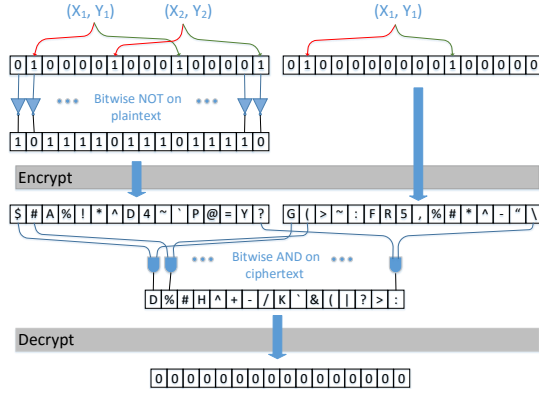 (X₁, Y₁) (X₂, Y₂) (X₁, Y₁)
0 1 0 0 0 0 1 0 0 0 1 0 0 0 0 1 0 1 0 0 0 0 0 0 0 0 1 0 0 0 0 0
Bitwise NOT on
plaintext
1 0 1 1 1 1 0 1 1 1 0 1 1 1 1 0
Encrypt
$ # A % ! * ^ D 4 ~ ` P @ = Y ? G ( > ~ : F R 5 , % # * ^ - “ \
Bitwise AND on
ciphertext
D % # H ^ + - / K ` & ( | ? > :
Decrypt
0 0 0 0 0 0 0 0 0 0 0 0 0 0 0 0